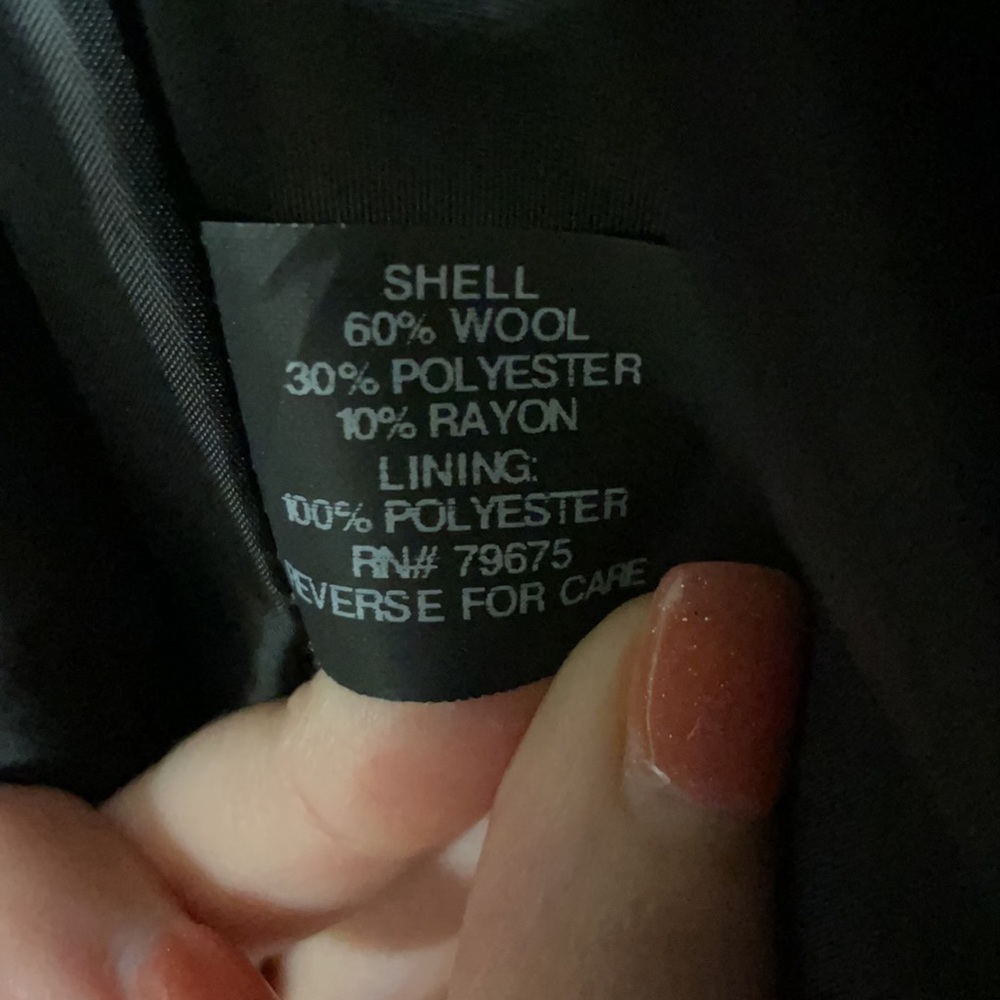 SHELL
60% WOOL
30% POLYESTER
10% RAYON
LINING:
100% POLYESTER
RN# 79675
REVERSE FOR CARE